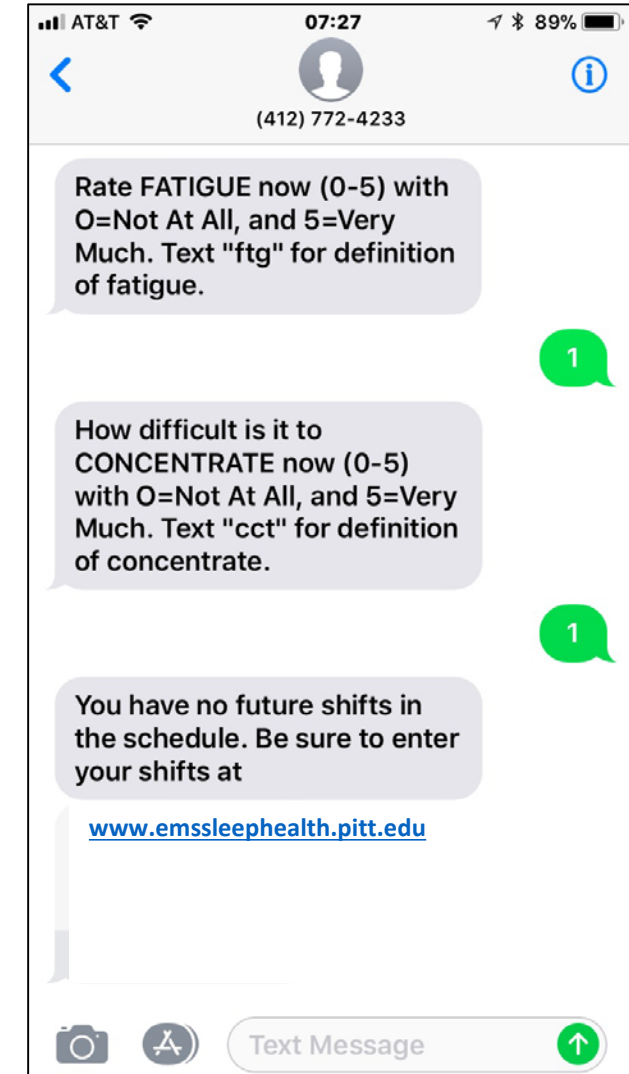 AT&T 07:27 89%
(412) 772-4233
Rate FATIGUE now (0-5) with
O=Not At All, and 5=Very
Much. Text "ftg" for definition
of fatigue.
1
How difficult is it to
CONCENTRATE now (0-5)
with O=Not At All, and 5=Very
Much. Text "cct" for definition
of concentrate.
1
You have no future shifts in
the schedule. Be sure to enter
your shifts at
www.emssleephealth.pitt.edu
Text Message